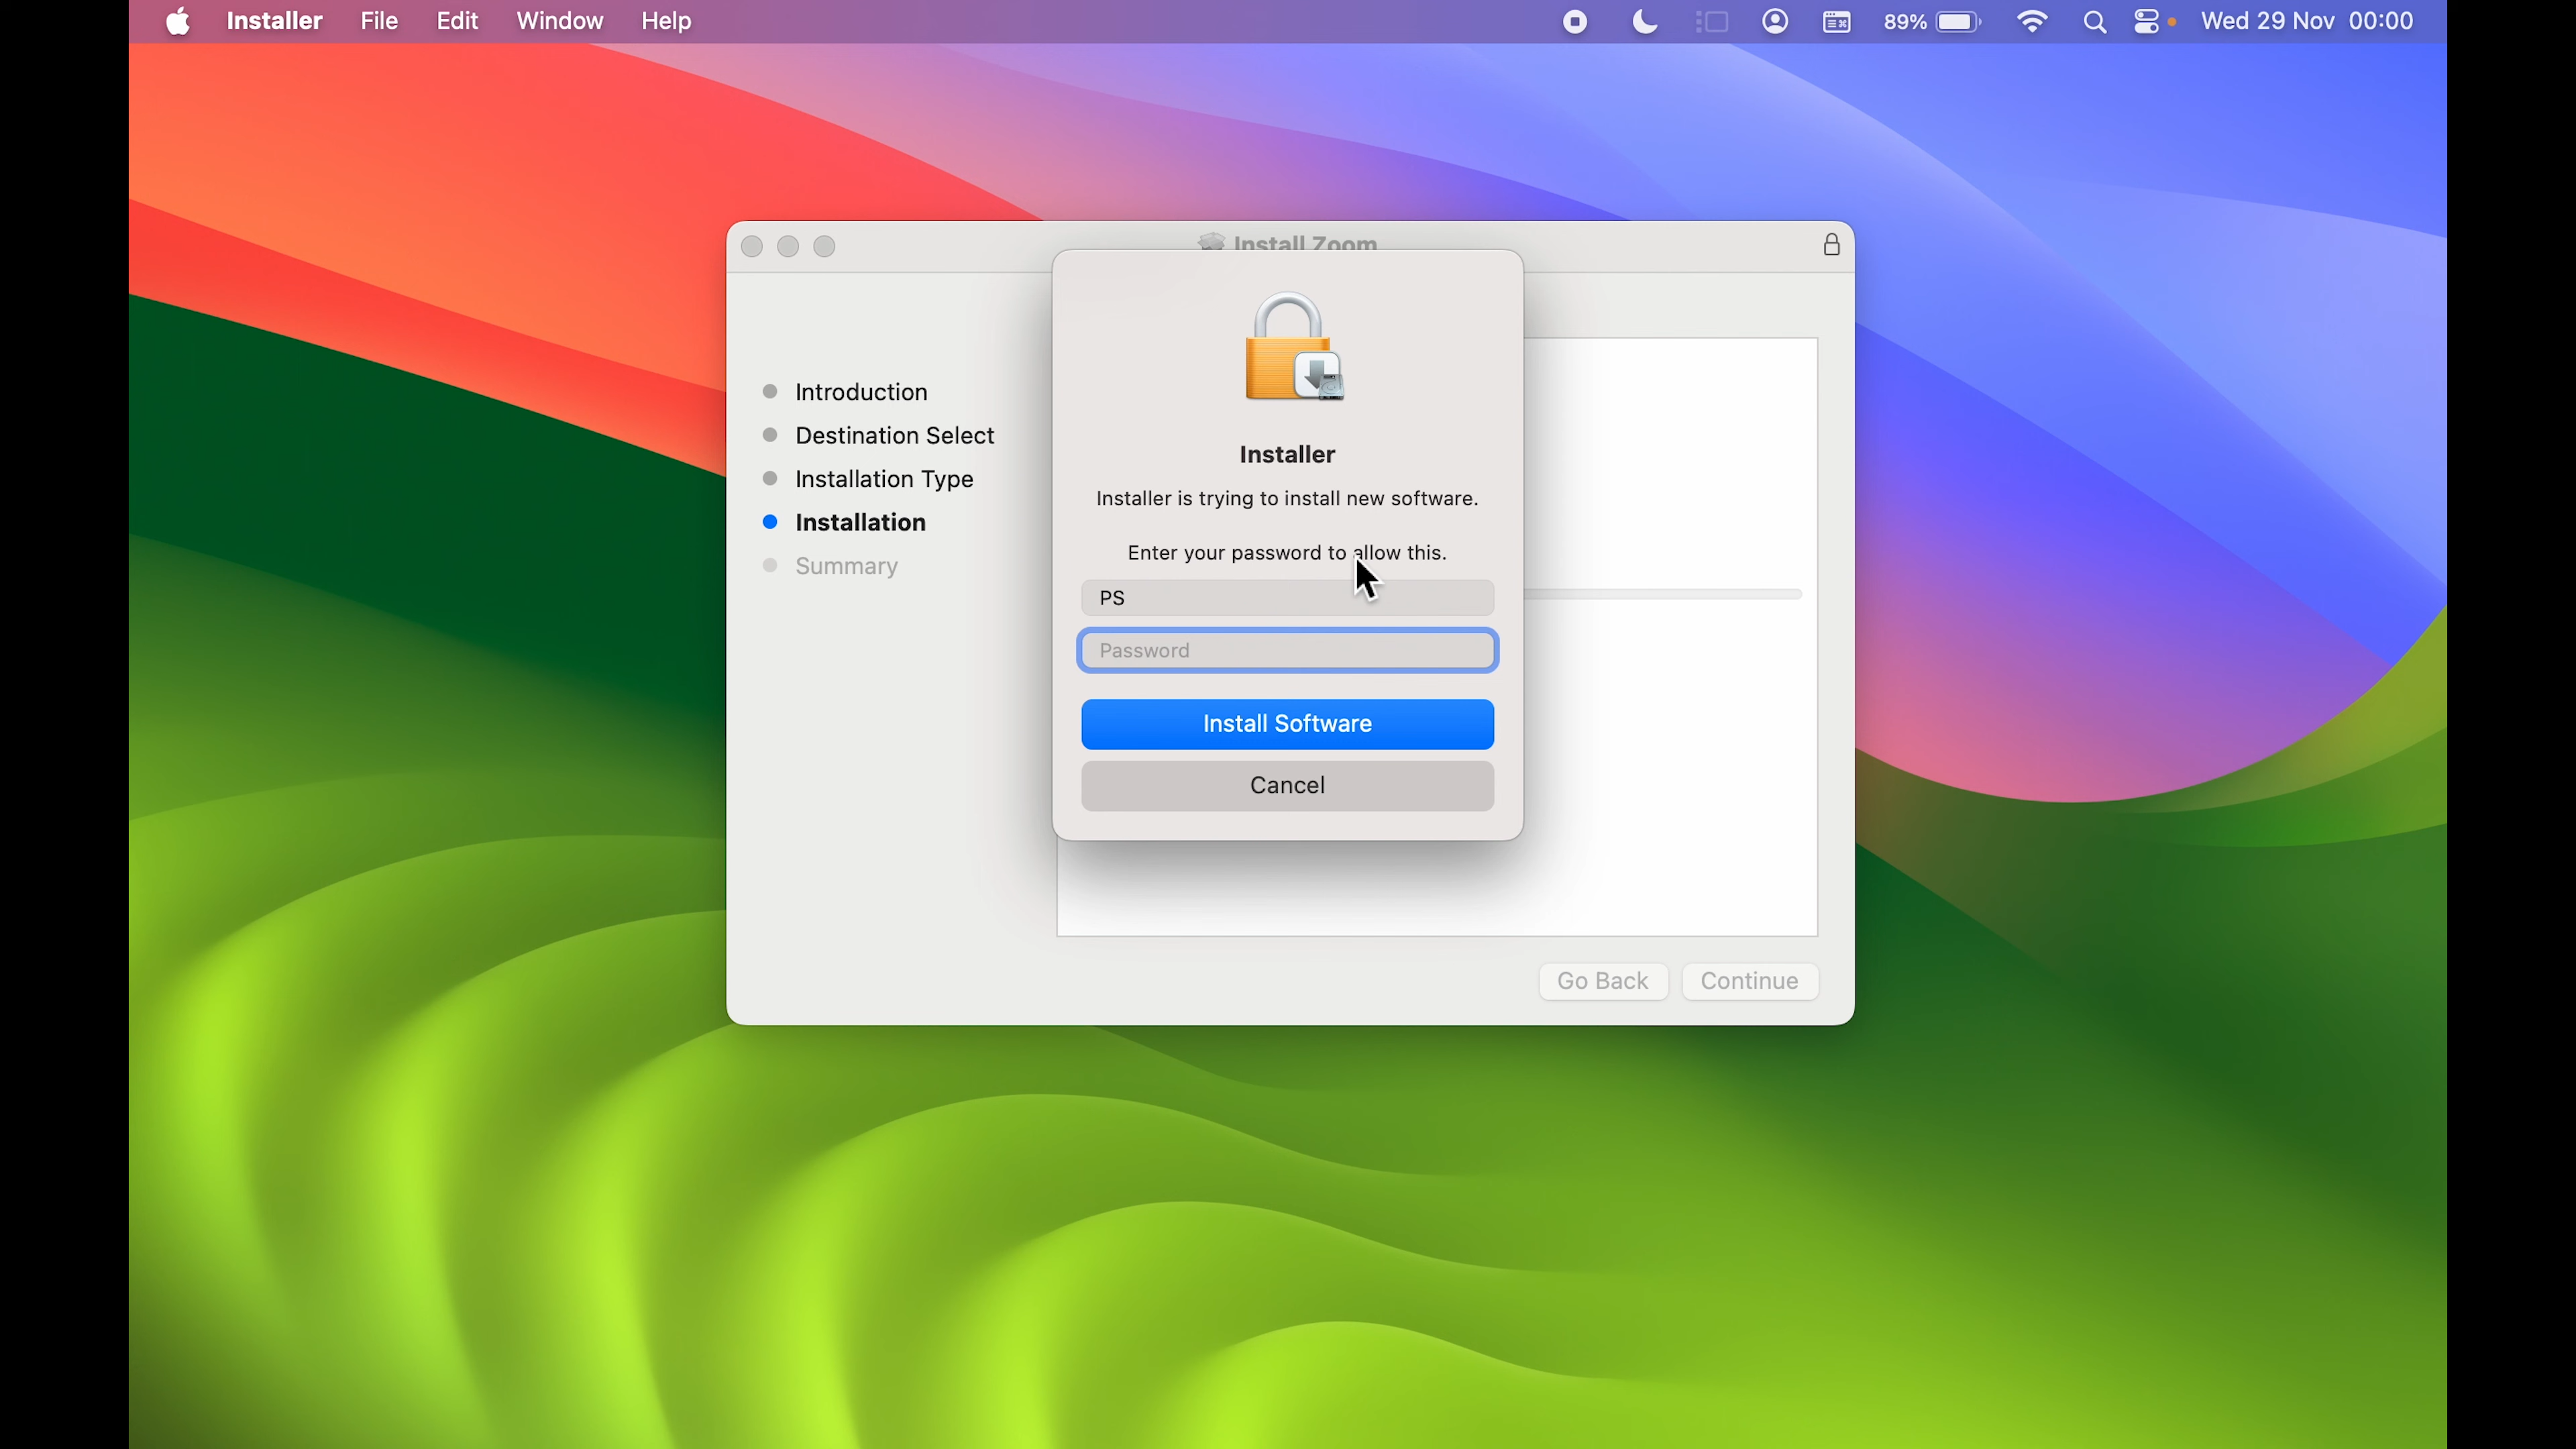 Installer File Edit Window Help 89% Wed 29 Nov 00:00
Install Zoom
Introduction
Destination Select
Installation Type
Installation
Summary
Installer
Installer is trying to install new software.
Enter your password to allow this.
PS
Password
Install Software
Cancel
Go Back Continue